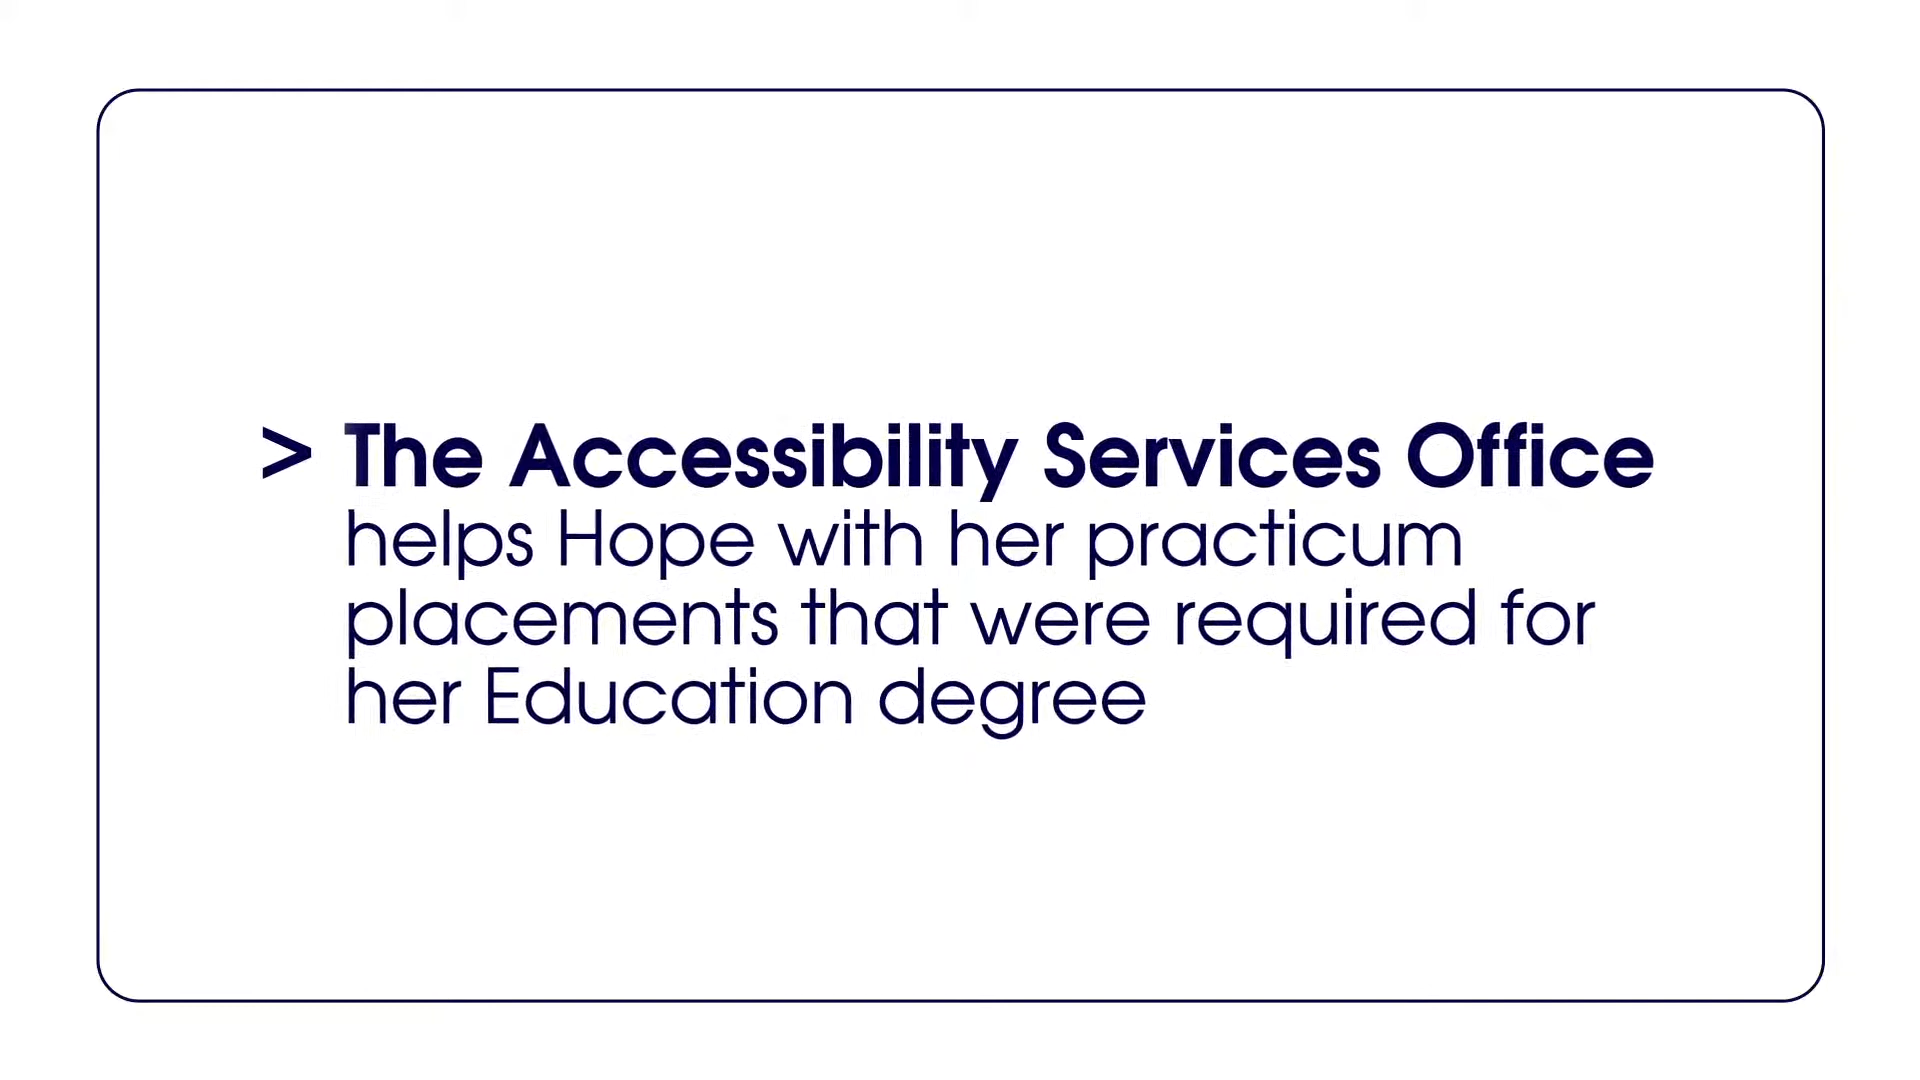 > The Accessibility Services Office
helps Hope with her practicum
placements that were required for
her Education degree